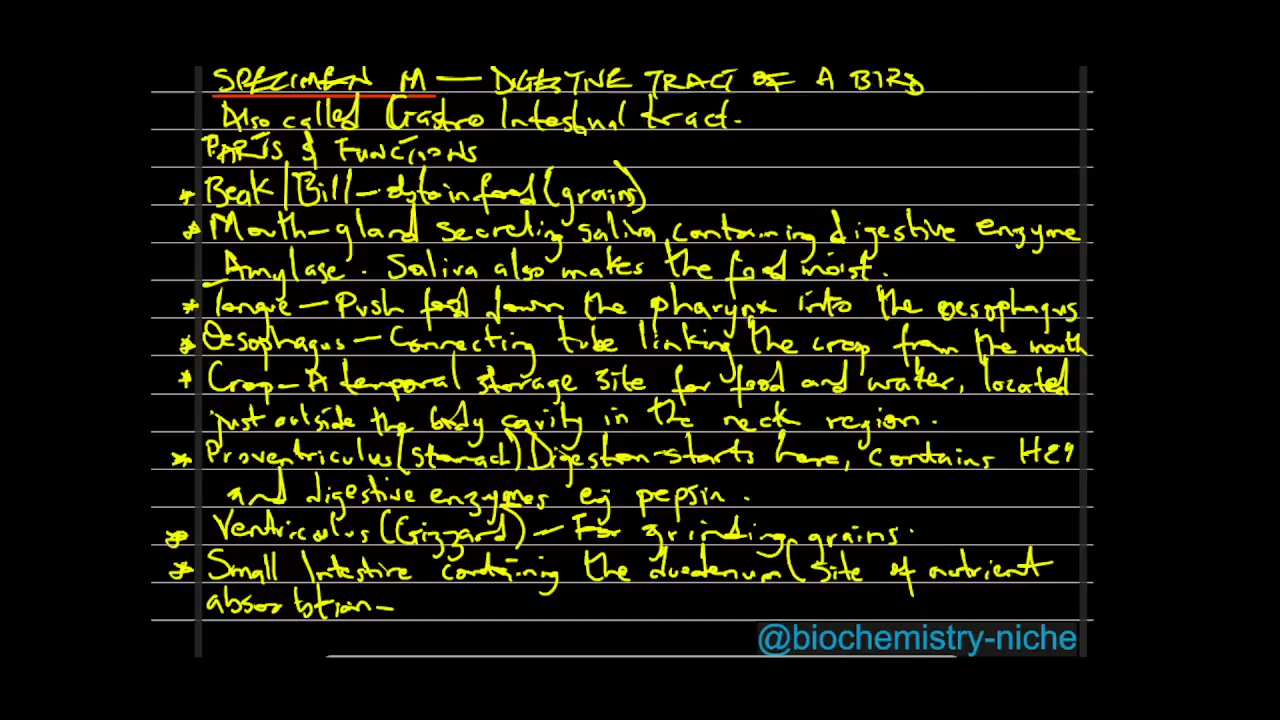 SPECIMEN M — DIGESTIVE TRACT OF A BIRD
Also called Gastro Intestinal tract.
PARTS & FUNCTIONS
* Beak/Bill - obtain food (grains)
* Mouth - gland secreting saliva containing digestive enzyme
Amylase. Saliva also makes the food moist.
* Tongue - Push food down the pharynx into the oesophagus
* Oesophagus - Connecting tube linking the crop from the mouth
* Crop - A temporal storage site for food and water, located
just outside the body cavity in the neck region.
* Proventriculus (stomach) Digestion starts here, contains HCl
and digestive enzymes eg pepsin.
* Ventriculus (Gizzard) - For grinding grains.
* Small Intestine containing the duodenum (site of nutrient
absorbtion -
@biochemistry-niche